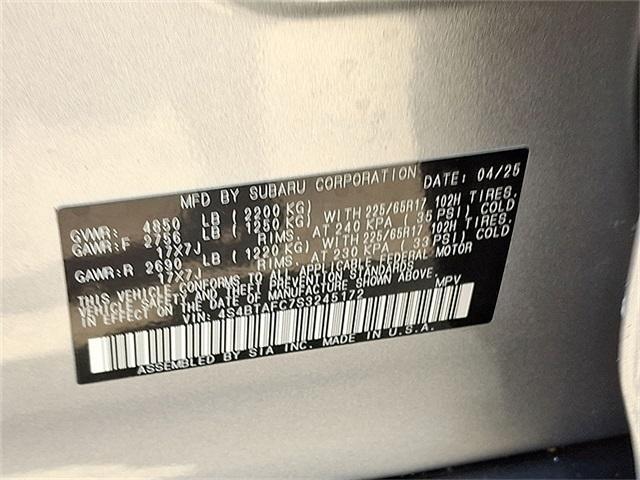 MFD BY SUBARU CORPORATION DATE: 04/25
GVWR: 4850 LB (2200 KG)
GAWR:F 2756 LB (1250 KG) WITH 225/65R17 102H TIRES,
17X7J RIMS, AT 240 KPA (35 PSI) COLD
GAWR:R 2690 LB (1220 KG) WITH 225/65R17 102H TIRES,
17X7J RIMS, AT 230 KPA (33 PSI) COLD
THIS VEHICLE CONFORMS TO ALL APPLICABLE FEDERAL MOTOR
VEHICLE SAFETY AND THEFT PREVENTION STANDARDS
IN EFFECT ON THE DATE OF MANUFACTURE SHOWN ABOVE.
VIN: 4S4BTAFC7S3245172 MPV
ASSEMBLED BY SIA INC. MADE IN U.S.A.